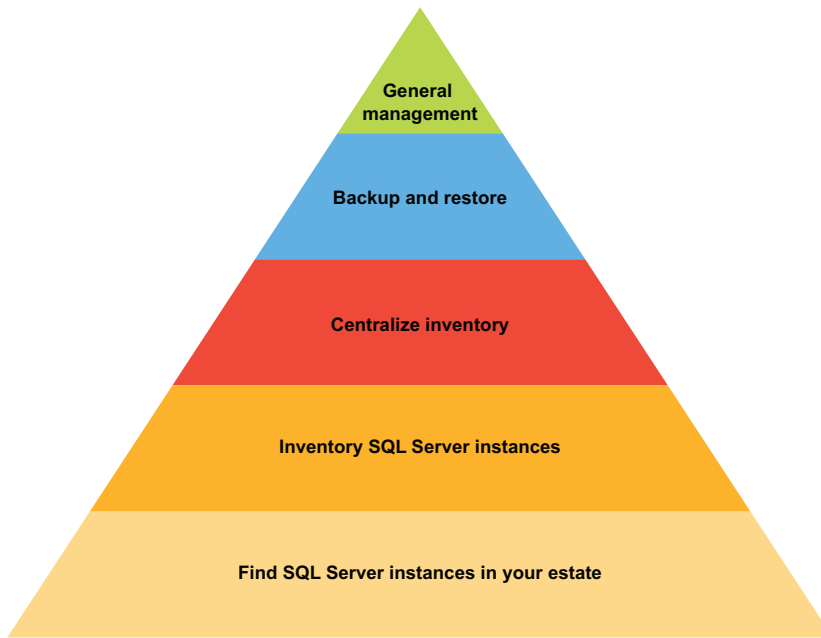 General
management
Backup and restore
Centralize inventory
Inventory SQL Server instances
Find SQL Server instances in your estate